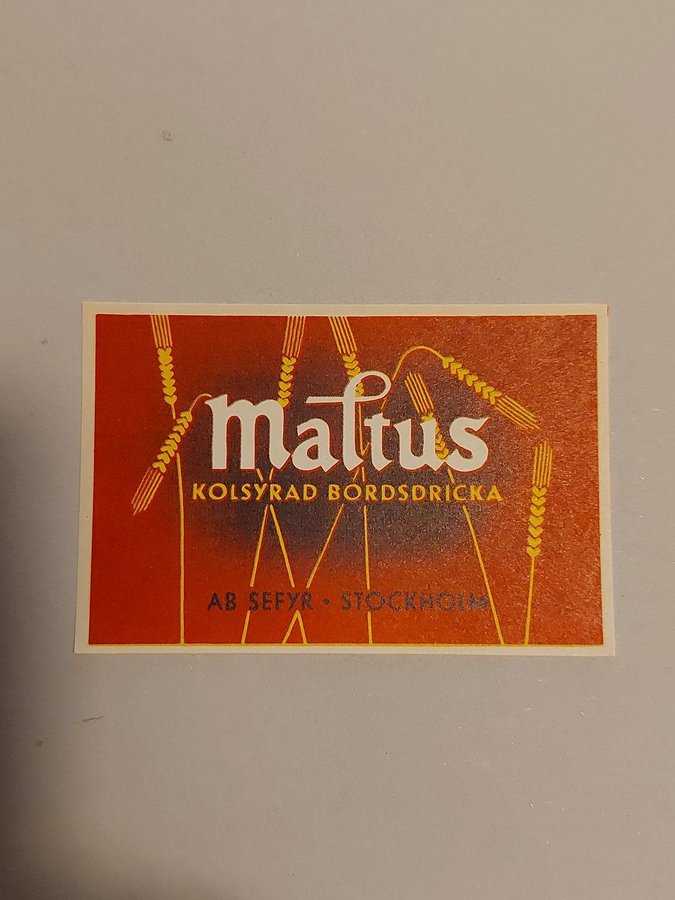 maltus
KOLSYRAD BORDSDRICKA
AB SEFYR • STOCKHOLM